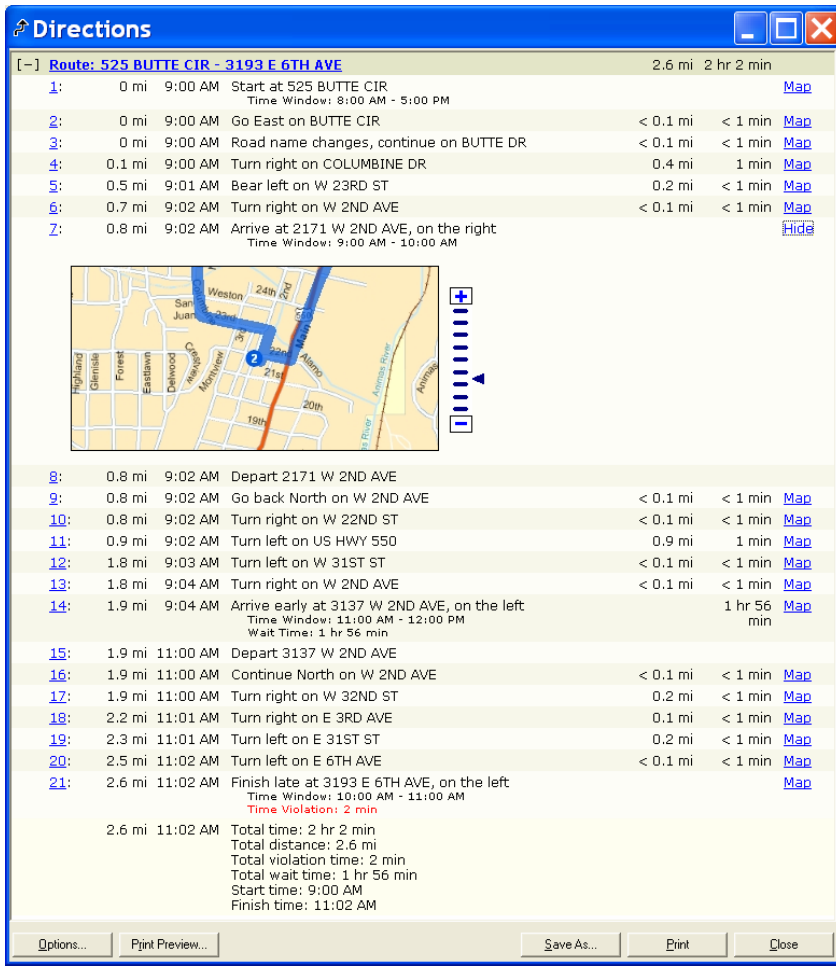 Directions
[-] Route: 525 BUTTE CIR - 3193 E 6TH AVE 2.6 mi 2 hr 2 min
1: 0 mi 9:00 AM Start at 525 BUTTE CIR Map
Time Window: 8:00 AM - 5:00 PM
2: 0 mi 9:00 AM Go East on BUTTE CIR < 0.1 mi < 1 min Map
3: 0 mi 9:00 AM Road name changes, continue on BUTTE DR < 0.1 mi < 1 min Map
4: 0.1 mi 9:00 AM Turn right on COLUMBINE DR 0.4 mi 1 min Map
5: 0.5 mi 9:01 AM Bear left on W 23RD ST 0.2 mi < 1 min Map
6: 0.7 mi 9:02 AM Turn right on W 2ND AVE < 0.1 mi < 1 min Map
7: 0.8 mi 9:02 AM Arrive at 2171 W 2ND AVE, on the right Hide
Time Window: 9:00 AM - 10:00 AM
Weston
24th
2nd
San
Juan
23rd
3rd
Main
22nd
Alamo
2
21st
20th
19th
Highland
Glenisle
Forest
Eastlawn
Delwood
Crestview
Montview
Animas River
Animas
8: 0.8 mi 9:02 AM Depart 2171 W 2ND AVE
9: 0.8 mi 9:02 AM Go back North on W 2ND AVE < 0.1 mi < 1 min Map
10: 0.8 mi 9:02 AM Turn right on W 22ND ST < 0.1 mi < 1 min Map
11: 0.9 mi 9:02 AM Turn left on US HWY 550 0.9 mi 1 min Map
12: 1.8 mi 9:03 AM Turn left on W 31ST ST < 0.1 mi < 1 min Map
13: 1.8 mi 9:04 AM Turn right on W 2ND AVE < 0.1 mi < 1 min Map
14: 1.9 mi 9:04 AM Arrive early at 3137 W 2ND AVE, on the left 1 hr 56 min Map
Time Window: 11:00 AM - 12:00 PM
Wait Time: 1 hr 56 min
15: 1.9 mi 11:00 AM Depart 3137 W 2ND AVE
16: 1.9 mi 11:00 AM Continue North on W 2ND AVE < 0.1 mi < 1 min Map
17: 1.9 mi 11:00 AM Turn right on W 32ND ST 0.2 mi < 1 min Map
18: 2.2 mi 11:01 AM Turn right on E 3RD AVE 0.1 mi < 1 min Map
19: 2.3 mi 11:01 AM Turn left on E 31ST ST 0.2 mi < 1 min Map
20: 2.5 mi 11:02 AM Turn left on E 6TH AVE < 0.1 mi < 1 min Map
21: 2.6 mi 11:02 AM Finish late at 3193 E 6TH AVE, on the left Map
Time Window: 10:00 AM - 11:00 AM
Time Violation: 2 min
2.6 mi 11:02 AM Total time: 2 hr 2 min
Total distance: 2.6 mi
Total violation time: 2 min
Total wait time: 1 hr 56 min
Start time: 9:00 AM
Finish time: 11:02 AM
Options... Print Preview... Save As... Print Close